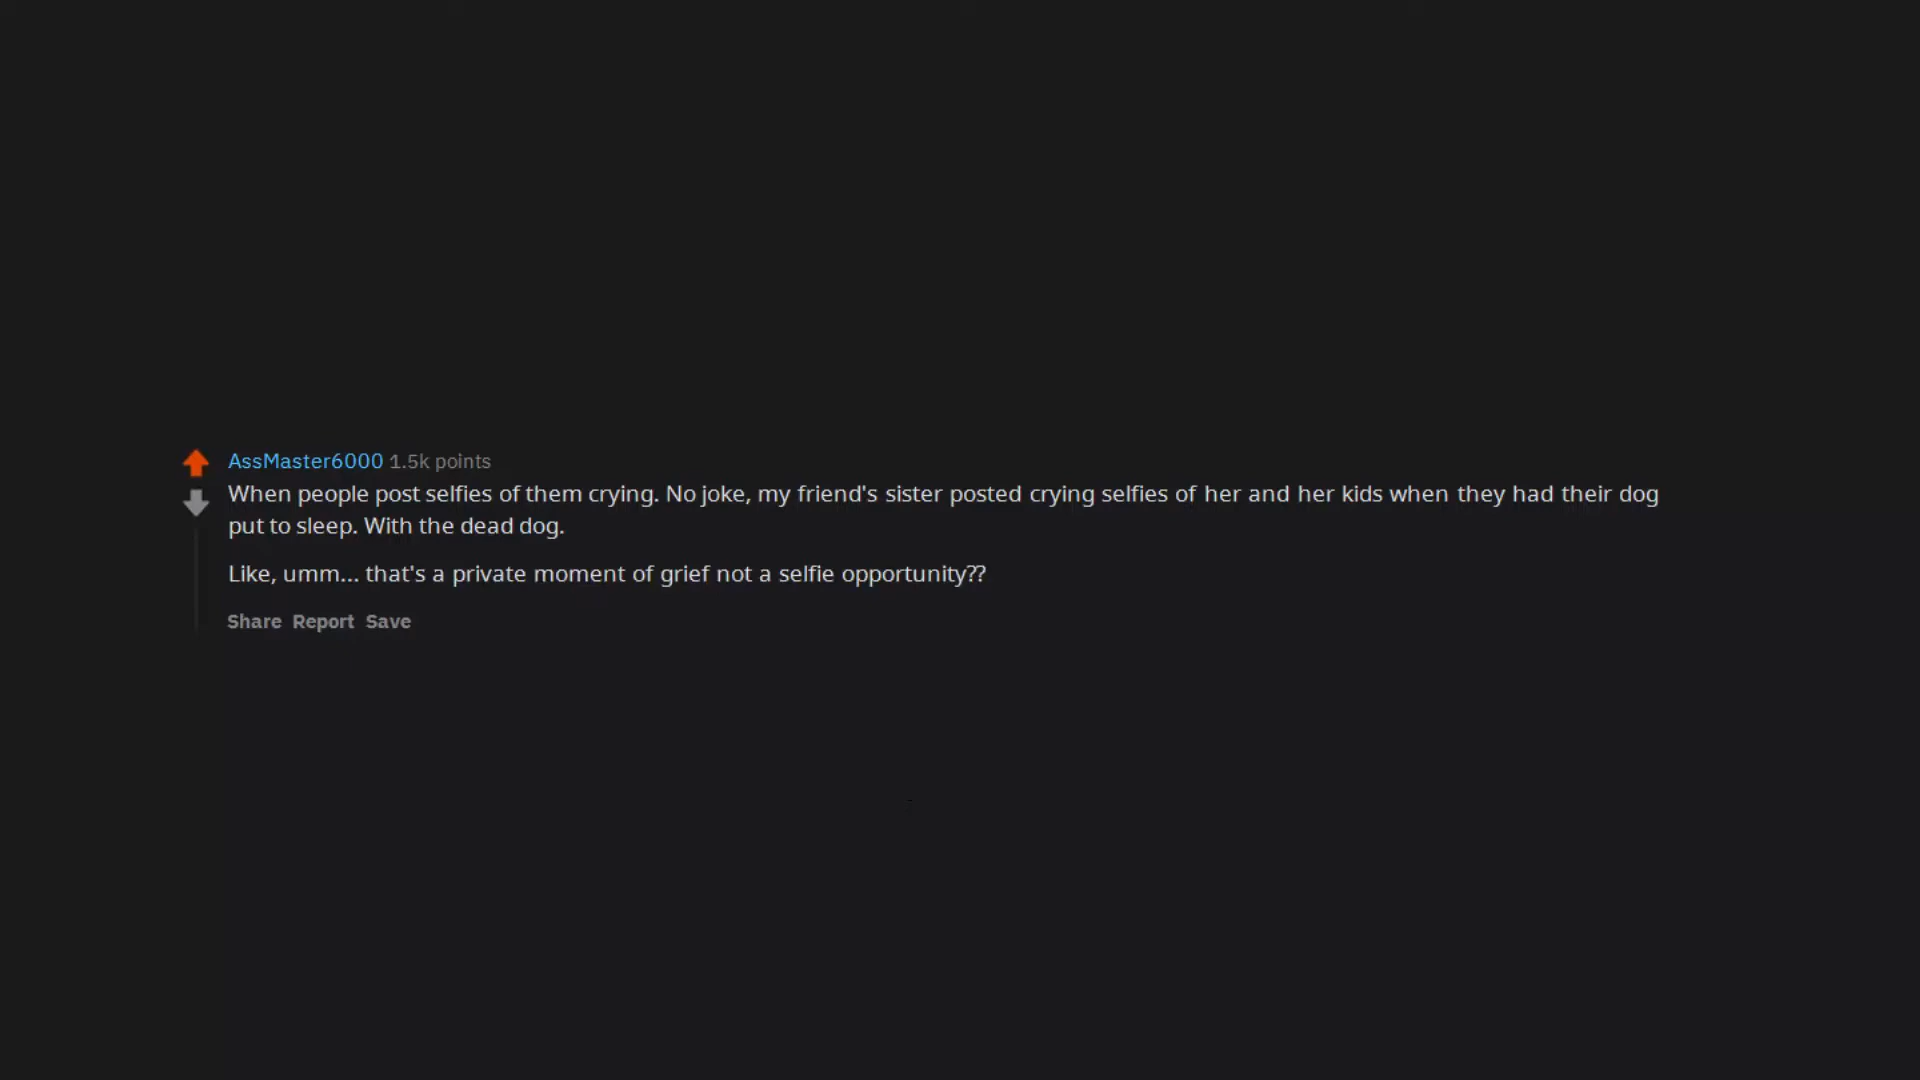 AssMaster6000 1.5k points
When people post selfies of them crying. No joke, my friend's sister posted crying selfies of her and her kids when they had their dog
put to sleep. With the dead dog.
Like, umm... that's a private moment of grief not a selfie opportunity??
Share Report Save